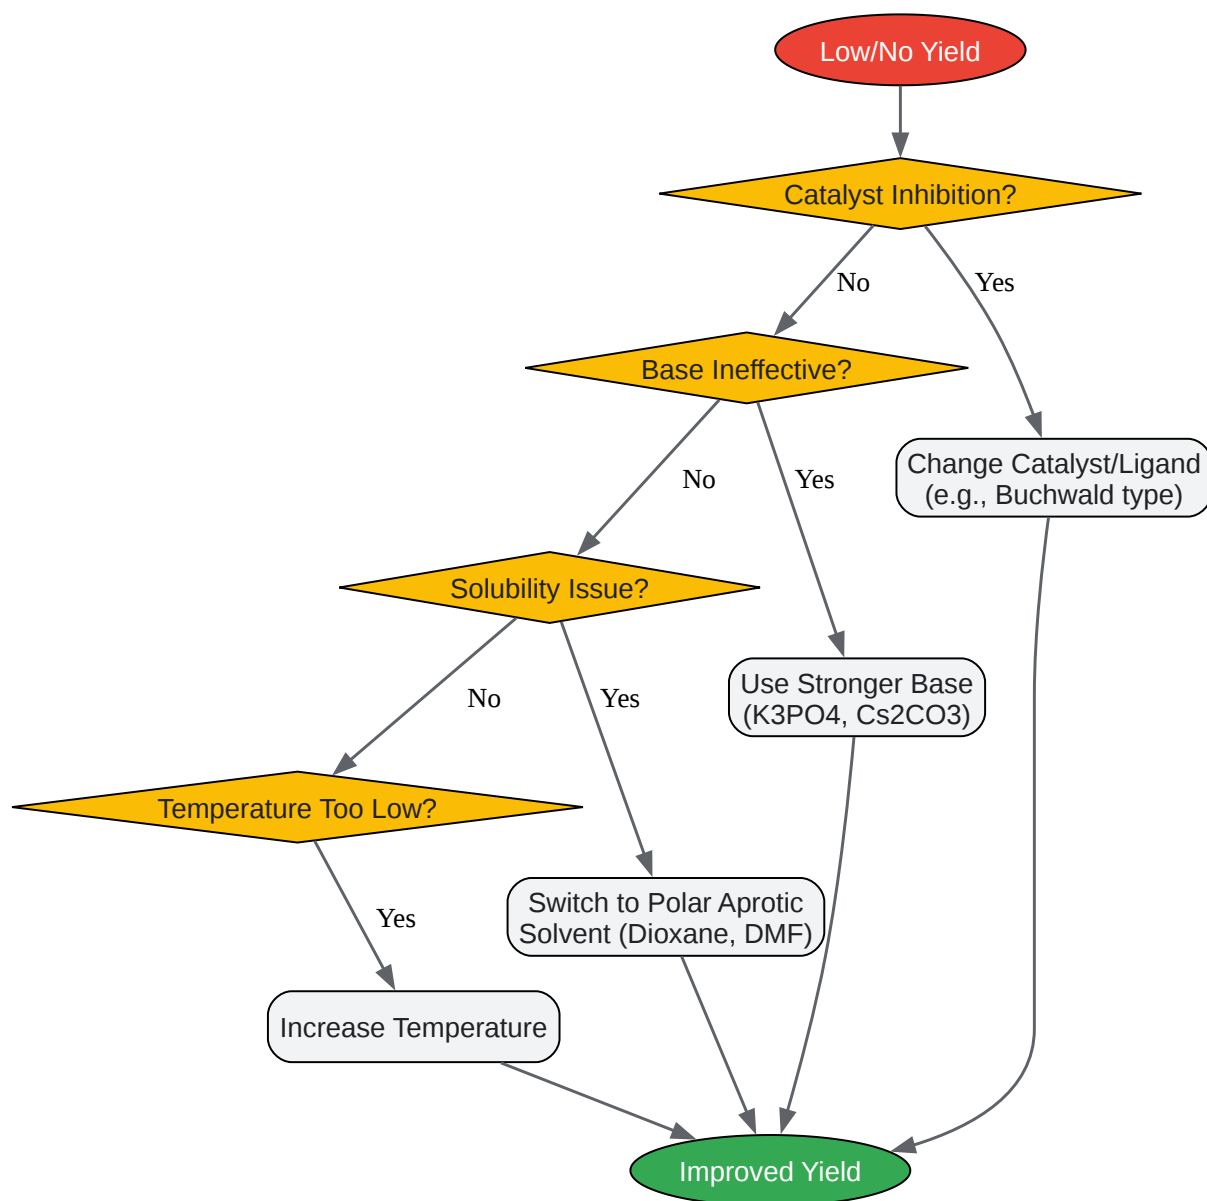 Low/No Yield
Catalyst Inhibition?
No
Yes
Base Ineffective?
Change Catalyst/Ligand
(e.g., Buchwald type)
No
Yes
Solubility Issue?
Use Stronger Base
(K3PO4, Cs2CO3)
No
Yes
Temperature Too Low?
Switch to Polar Aprotic
Solvent (Dioxane, DMF)
Yes
Increase Temperature
Improved Yield